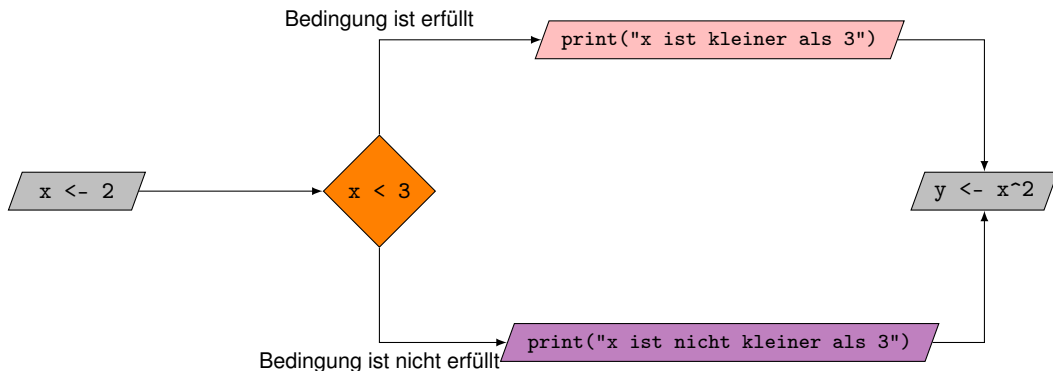 Bedingung ist erfüllt
print("x ist kleiner als 3")
x <- 2
x < 3
y <- x^2
print("x ist nicht kleiner als 3")
Bedingung ist nicht erfüllt